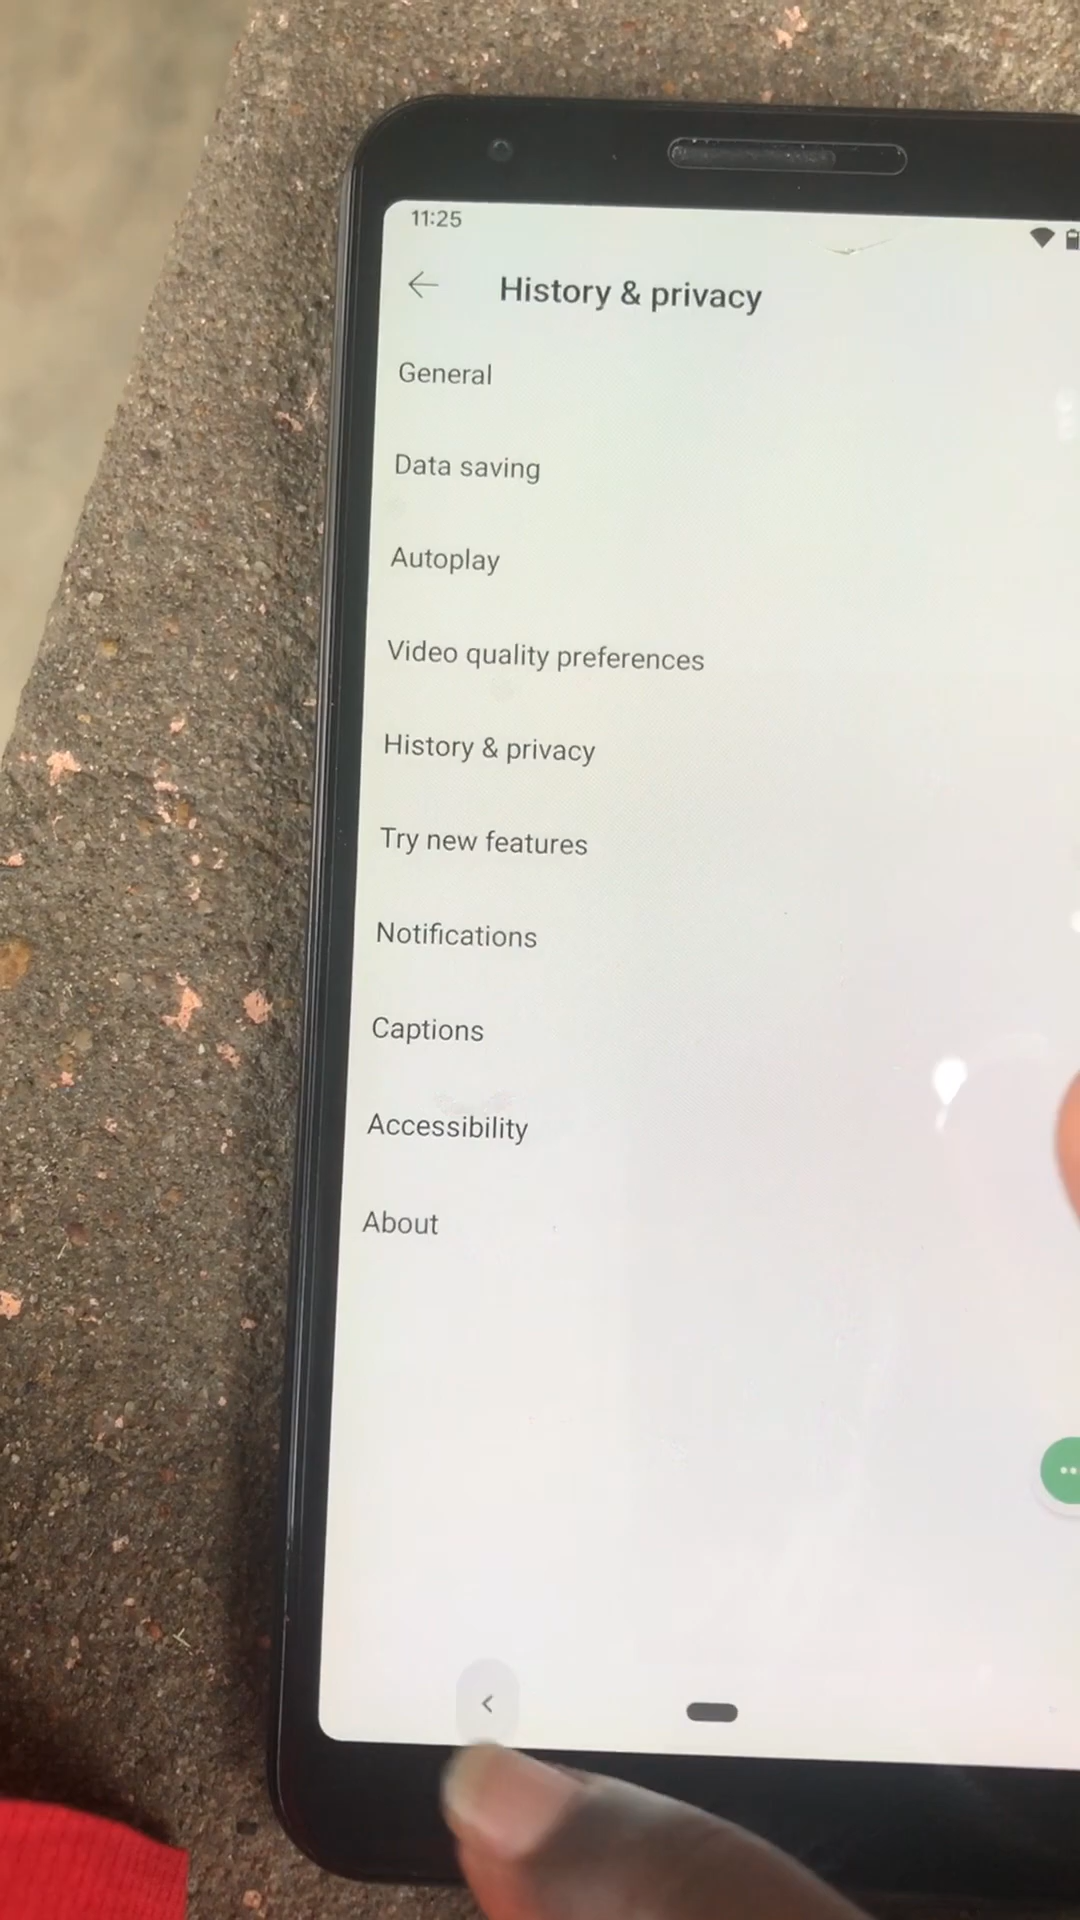 11:25
History & privacy
General
Data saving
Autoplay
Video quality preferences
History & privacy
Try new features
Notifications
Captions
Accessibility
About